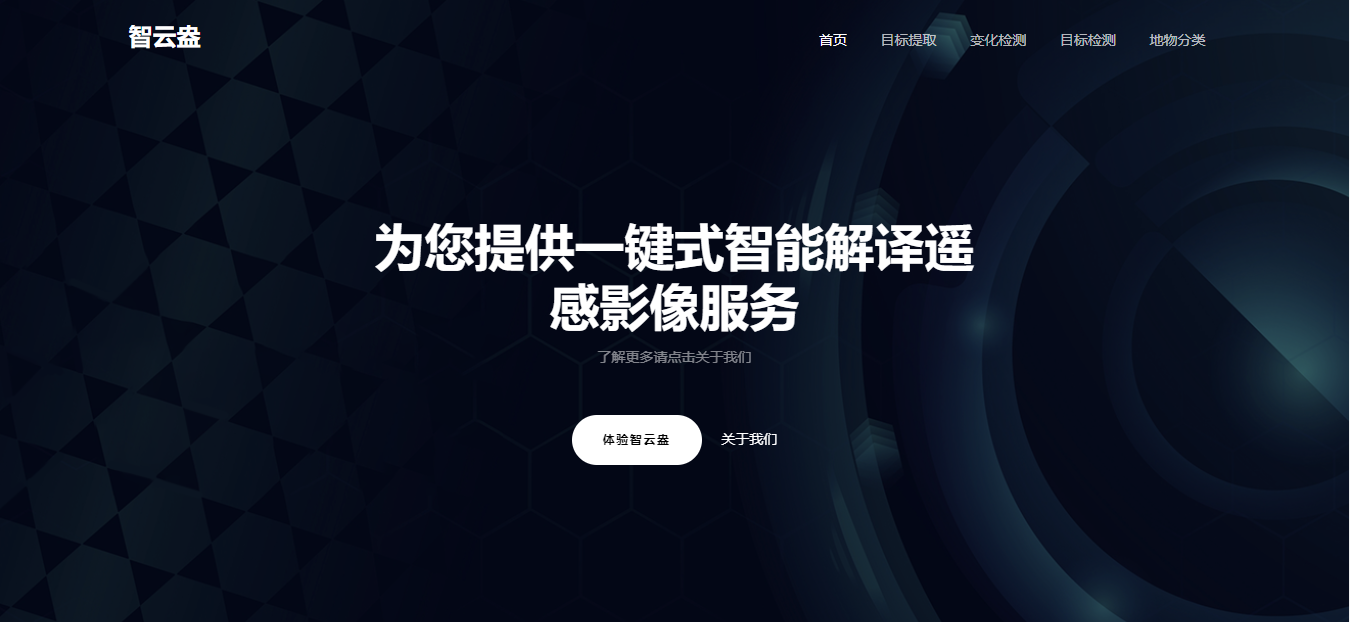 智云盎
首页 目标提取 变化检测 目标检测 地物分类
为您提供一键式智能解译遥
感影像服务
了解更多请点击关于我们
体验智云盎 关于我们